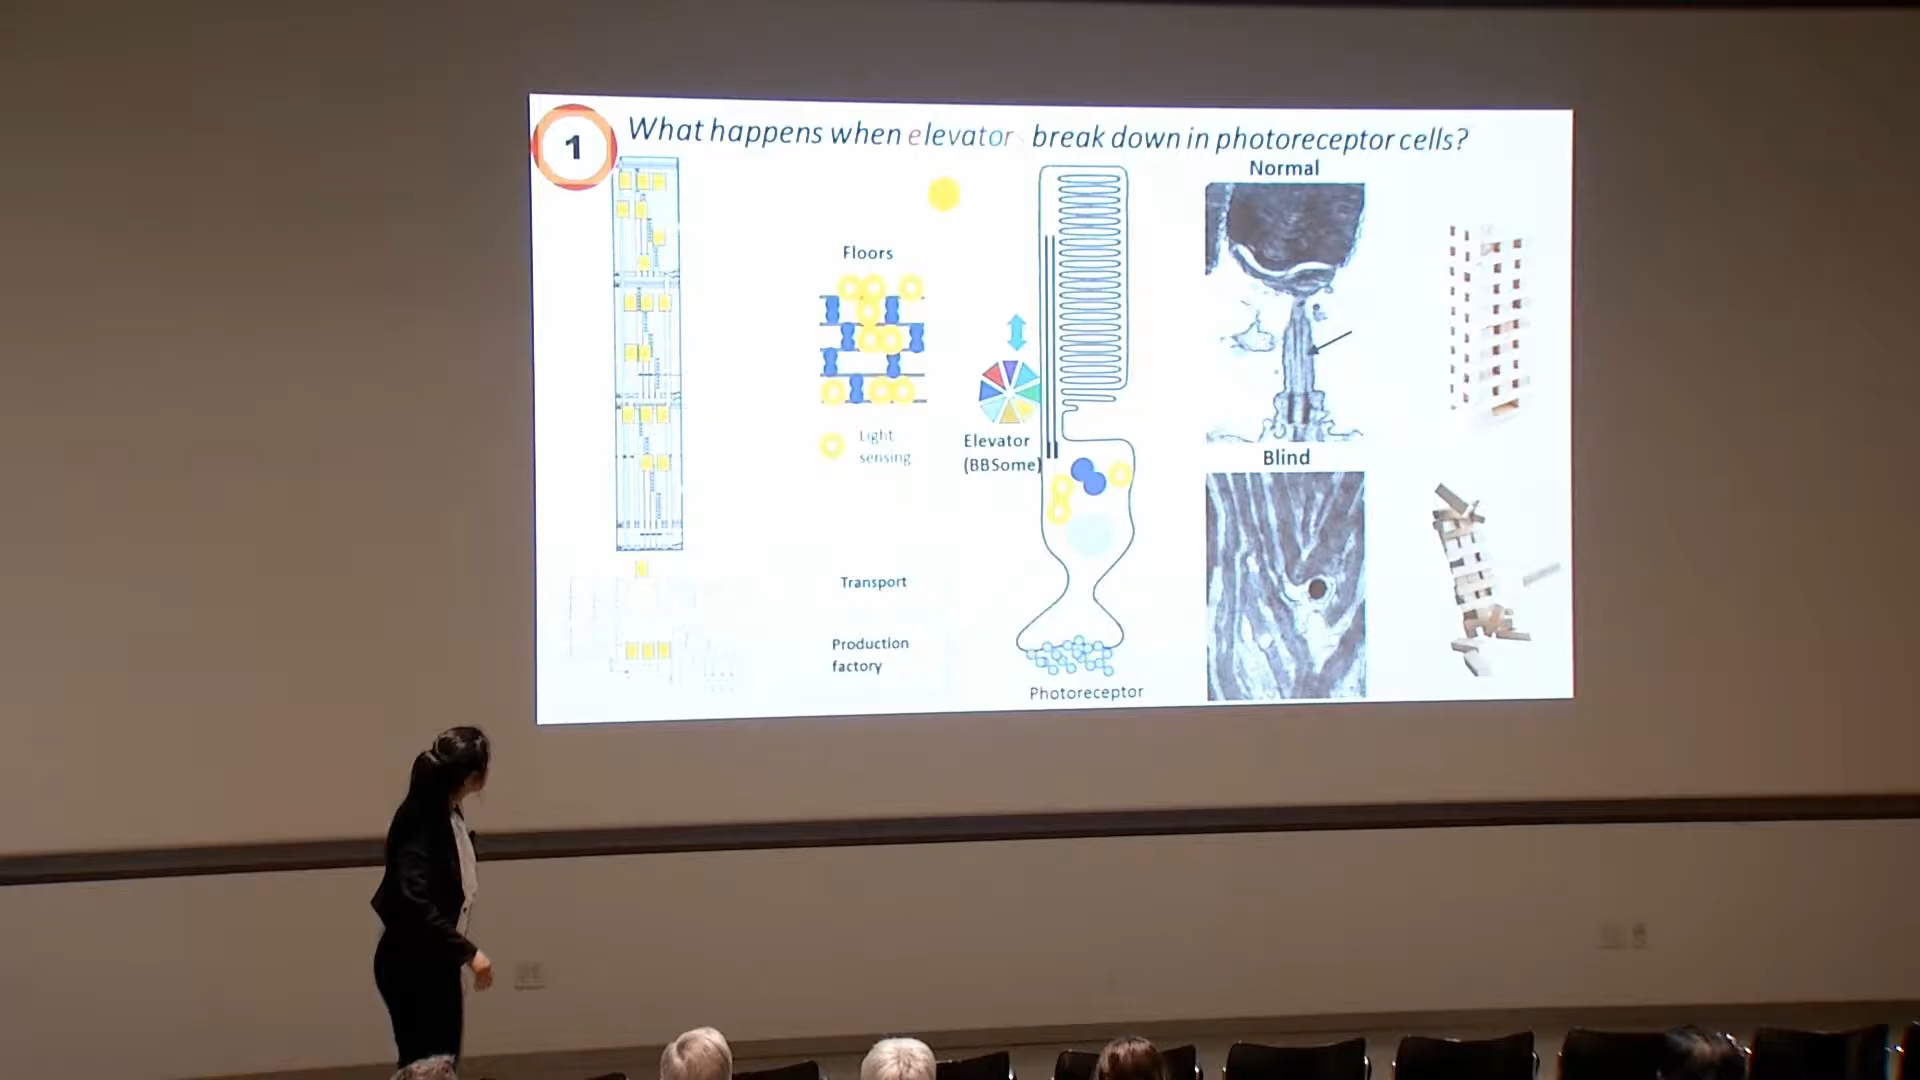 1
What happens when elevator break down in photoreceptor cells?
Floors
Light
sensing
Transport
Production
factory
Elevator
(BBSome)
Photoreceptor
Normal
Blind